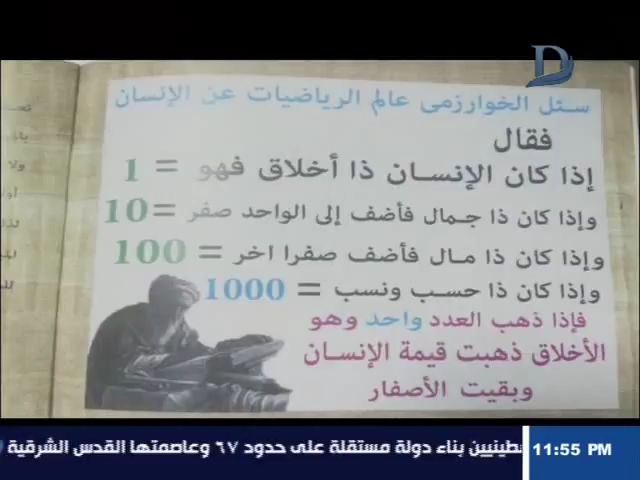 سئل الخوارزمى عالم الرياضيات عن الإنسان
فقال
إذا كان الإنسان ذا أخلاق فهو = 1
وإذا كان ذا جمال فأضف إلى الواحد صفر =10
وإذا كان ذا مال فأضف صفرا اخر = 100
وإذا كان ذا حسب ونسب = 1000
فإذا ذهب العدد واحد وهو
الأخلاق ذهبت قيمة الإنسان
وبقيت الأصفار
بناء دولة مستقلة على حدود ٦٧ وعاصمتها القدس الشرقية
11:55 PM